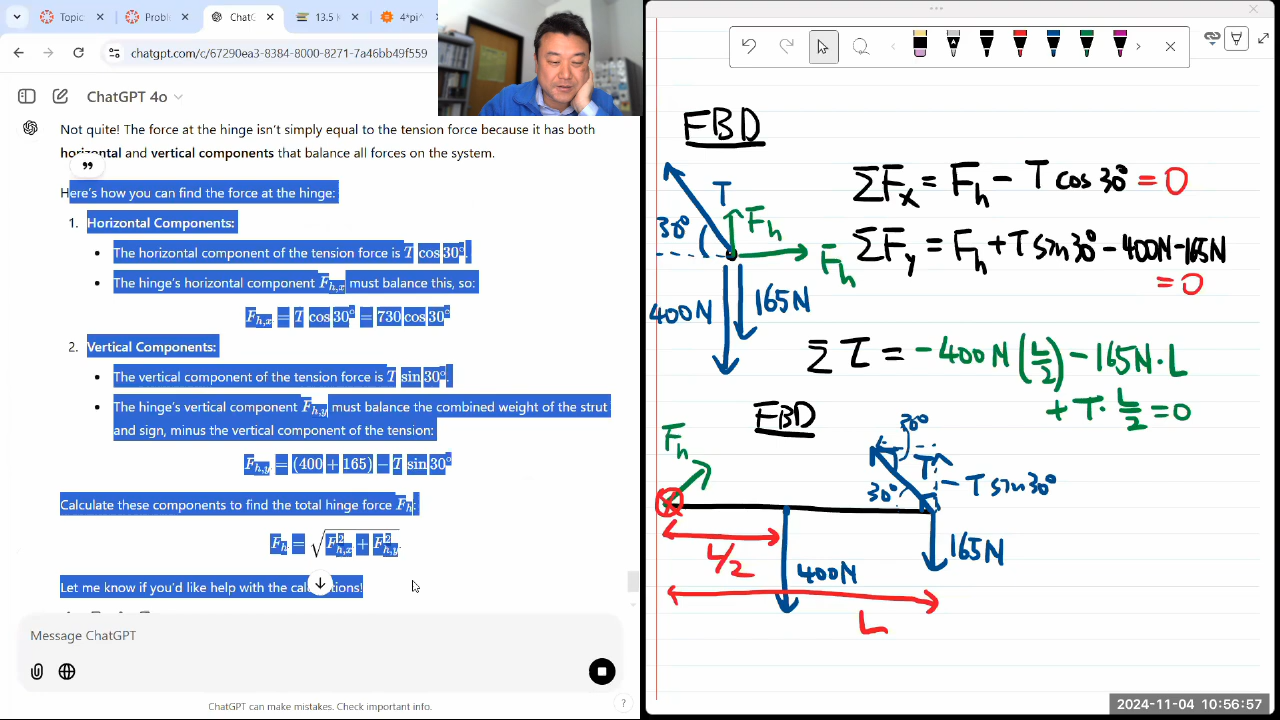 Topic
Probl
ChatC
13.5 k
4*pi^
chatgpt.com/c/67290ea3-838c-8000-8271-7a46fb49f559
ChatGPT 4o
Not quite! The force at the hinge isn't simply equal to the tension force because it has both
horizontal and vertical components that balance all forces on the system.
Here's how you can find the force at the hinge:
1. Horizontal Components:
• The horizontal component of the tension force is T cos 30°.
• The hinge's horizontal component F_{h,x} must balance this, so:
F_{h,x} = T cos 30° = 730 cos 30°
2. Vertical Components:
• The vertical component of the tension force is T sin 30°.
• The hinge's vertical component F_{h,y} must balance the combined weight of the strut
and sign, minus the vertical component of the tension:
F_{h,y} = (400 + 165) − T sin 30°
Calculate these components to find the total hinge force F_h:
F_h = √(F_{h,x}^2 + F_{h,y}^2)
Let me know if you'd like help with the calc tions!
Message ChatGPT
ChatGPT can make mistakes. Check important info.
?
FBD
T
30°
F_h
F_h
400N
165N
ΣF_x = F_h − T cos 30° = 0
ΣF_y = F_h + T sin 30° − 400N − 165N
= 0
Στ = −400N (L/2) − 165N · L
+ T · L/2 = 0
FBD
F_h
30°
T
30°
T sin 30°
L/2
400N
165N
L
2024-11-04 10:56:57